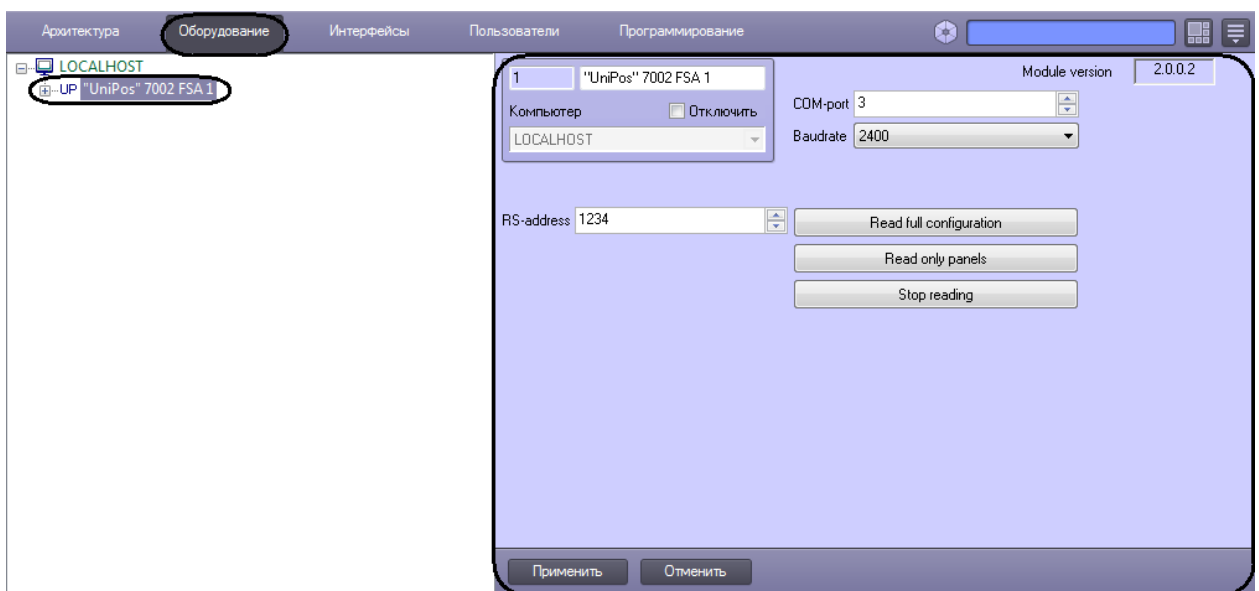 Архитектура Оборудование Интерфейсы Пользователи Программирование
LOCALHOST
UP "UniPos" 7002 FSA 1
1 "UniPos" 7002 FSA 1
Компьютер Отключить
LOCALHOST
Module version 2.0.0.2
COM-port 3
Baudrate 2400
RS-address 1234
Read full configuration
Read only panels
Stop reading
Применить Отменить